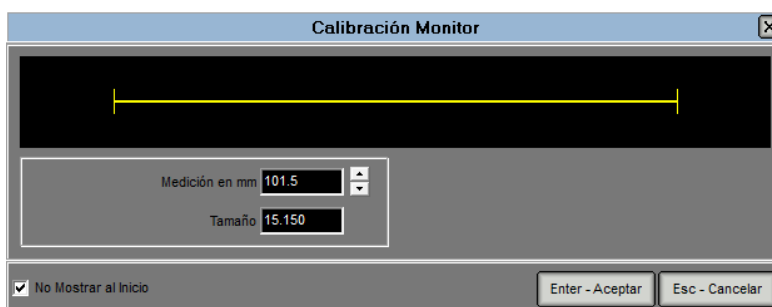 Calibración Monitor
Medición en mm 101.5
Tamaño 15.150
No Mostrar al Inicio
Enter - Aceptar
Esc - Cancelar